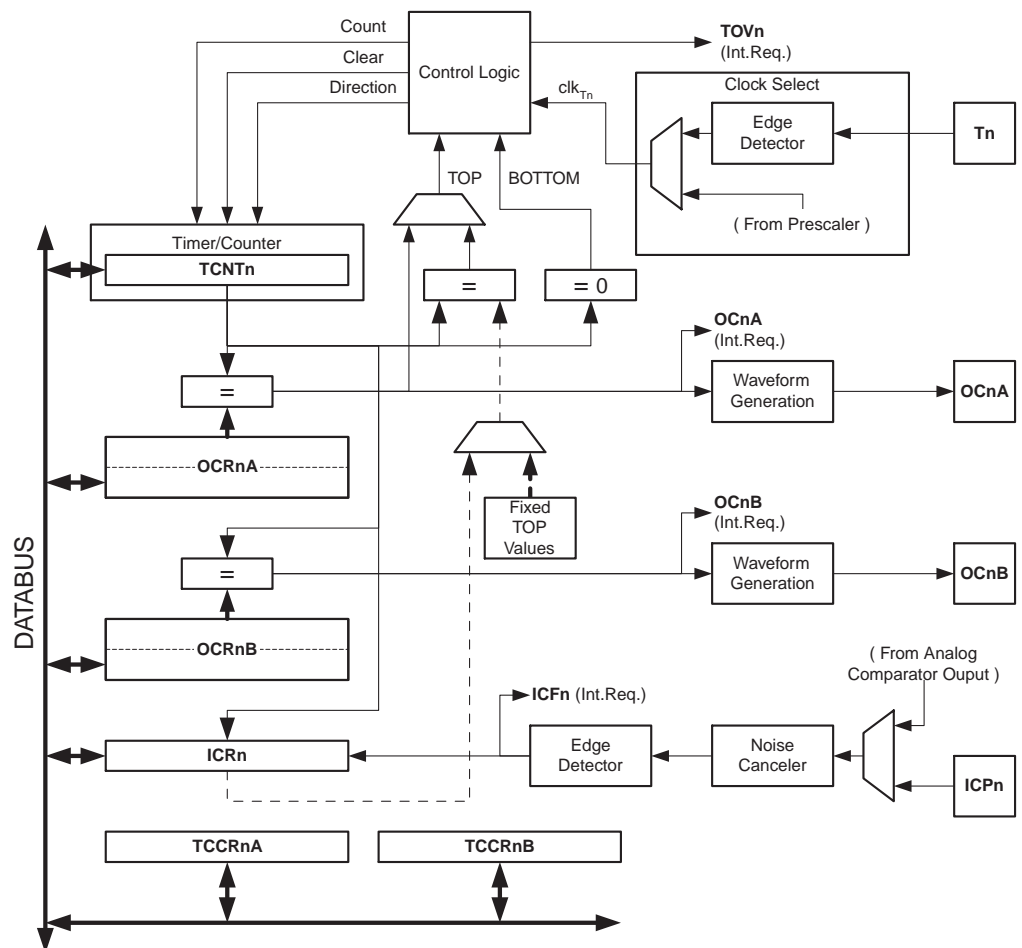 Count
Clear
Direction
Control Logic
TOVn
(Int.Req.)
clkTn
Clock Select
Edge
Detector
Tn
( From Prescaler )
TOP
BOTTOM
Timer/Counter
TCNTn
=
= 0
OCnA
(Int.Req.)
=
Waveform
Generation
OCnA
OCRnA
Fixed
TOP
Values
OCnB
(Int.Req.)
=
Waveform
Generation
OCnB
OCRnB
DATABUS
( From Analog
Comparator Ouput )
ICFn (Int.Req.)
ICRn
Edge
Detector
Noise
Canceler
ICPn
TCCRnA
TCCRnB